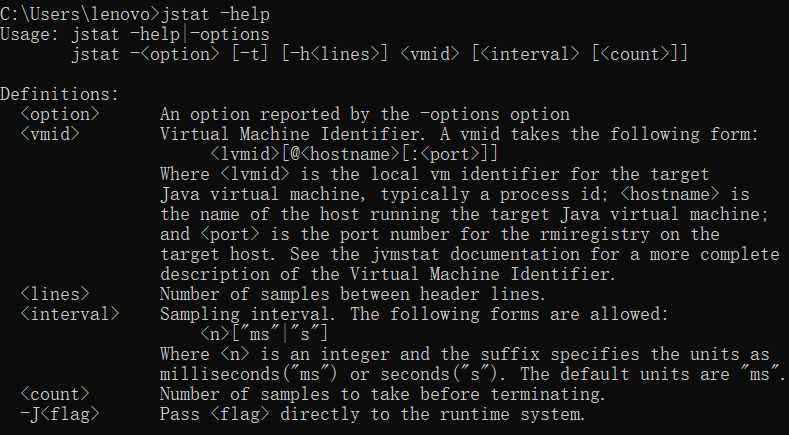 C:\Users\lenovo>jstat -help
Usage: jstat -help|-options
       jstat -<option> [-t] [-h<lines>] <vmid> [<interval> [<count>]]

Definitions:
  <option>      An option reported by the -options option
  <vmid>        Virtual Machine Identifier. A vmid takes the following form:
                     <lvmid>[@<hostname>[:<port>]]
                Where <lvmid> is the local vm identifier for the target
                Java virtual machine, typically a process id; <hostname> is
                the name of the host running the target Java virtual machine;
                and <port> is the port number for the rmiregistry on the
                target host. See the jvmstat documentation for a more complete
                description of the Virtual Machine Identifier.
  <lines>       Number of samples between header lines.
  <interval>    Sampling interval. The following forms are allowed:
                    <n>["ms"|"s"]
                Where <n> is an integer and the suffix specifies the units as
                milliseconds("ms") or seconds("s"). The default units are "ms".
  <count>       Number of samples to take before terminating.
  -J<flag>      Pass <flag> directly to the runtime system.